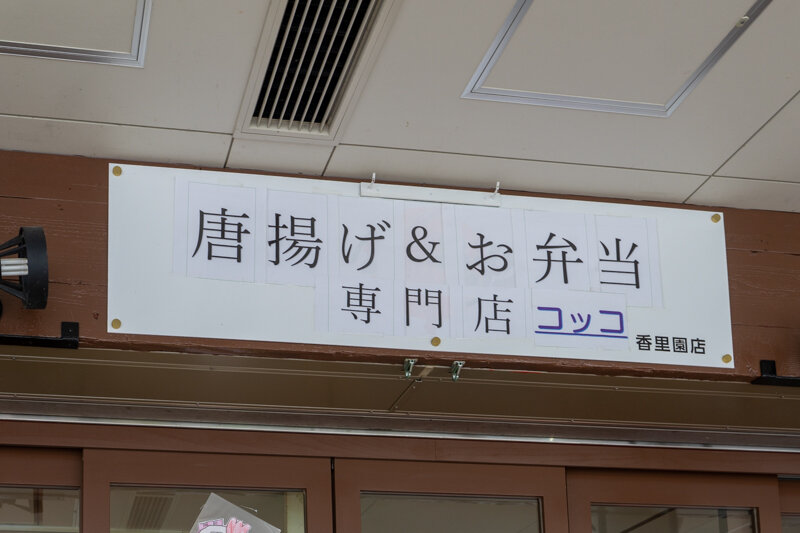 唐揚げ&お弁当
専門店 コッコ 香里園店